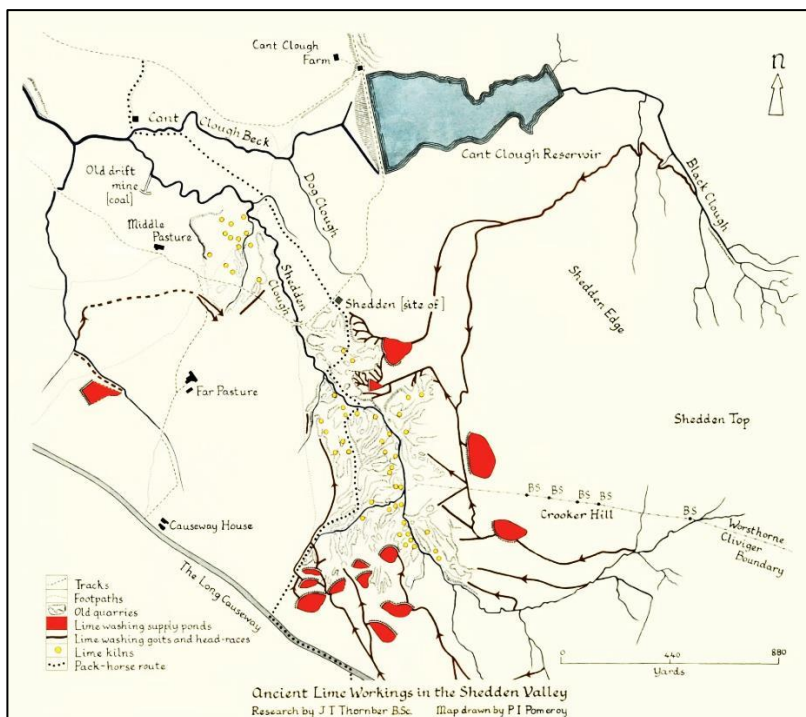 Cant Clough
Farm
n
Cant
Clough Beck
Cant Clough Reservoir
Old drift
mine
[coal]
Dog Clough
Black Clough
Middle
Pasture
Shedden
Clough
Shedden [site of]
Shedden Edge
Far Pasture
Shedden Top
BS
BS
BS
BS
BS
Crooker Hill
Worsthorne
Cliviger
Boundary
Causeway House
The Long Causeway
Tracks
Footpaths
Old quarries
Lime washing supply ponds
Lime washing goits and head-races
Lime kilns
Pack-horse route
0 440 880
Yards
Ancient Lime Workings in the Shedden Valley
Research by J T Thornber B.Sc. Map drawn by P I Pomeroy